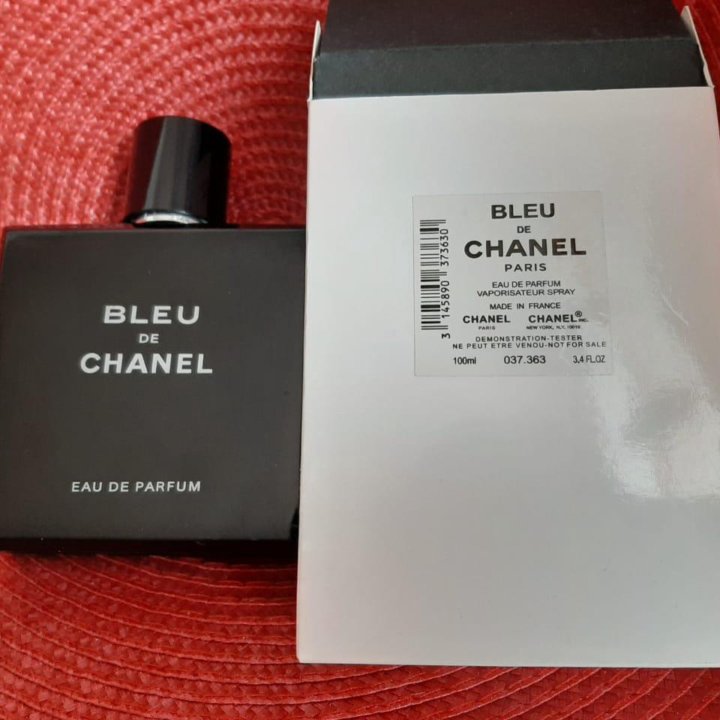 BLEU
DE
CHANEL
EAU DE PARFUM
BLEU
DE
CHANEL
PARIS
EAU DE PARFUM
VAPORISATEUR SPRAY
MADE IN FRANCE
CHANEL CHANEL®
PARIS INC. NEW YORK, N.Y. 10019
DEMONSTRATION-TESTER
NE PEUT ETRE VENOU-NOT FOR SALE
100ml 037.363 3.4 FL.OZ
3 145890 373630